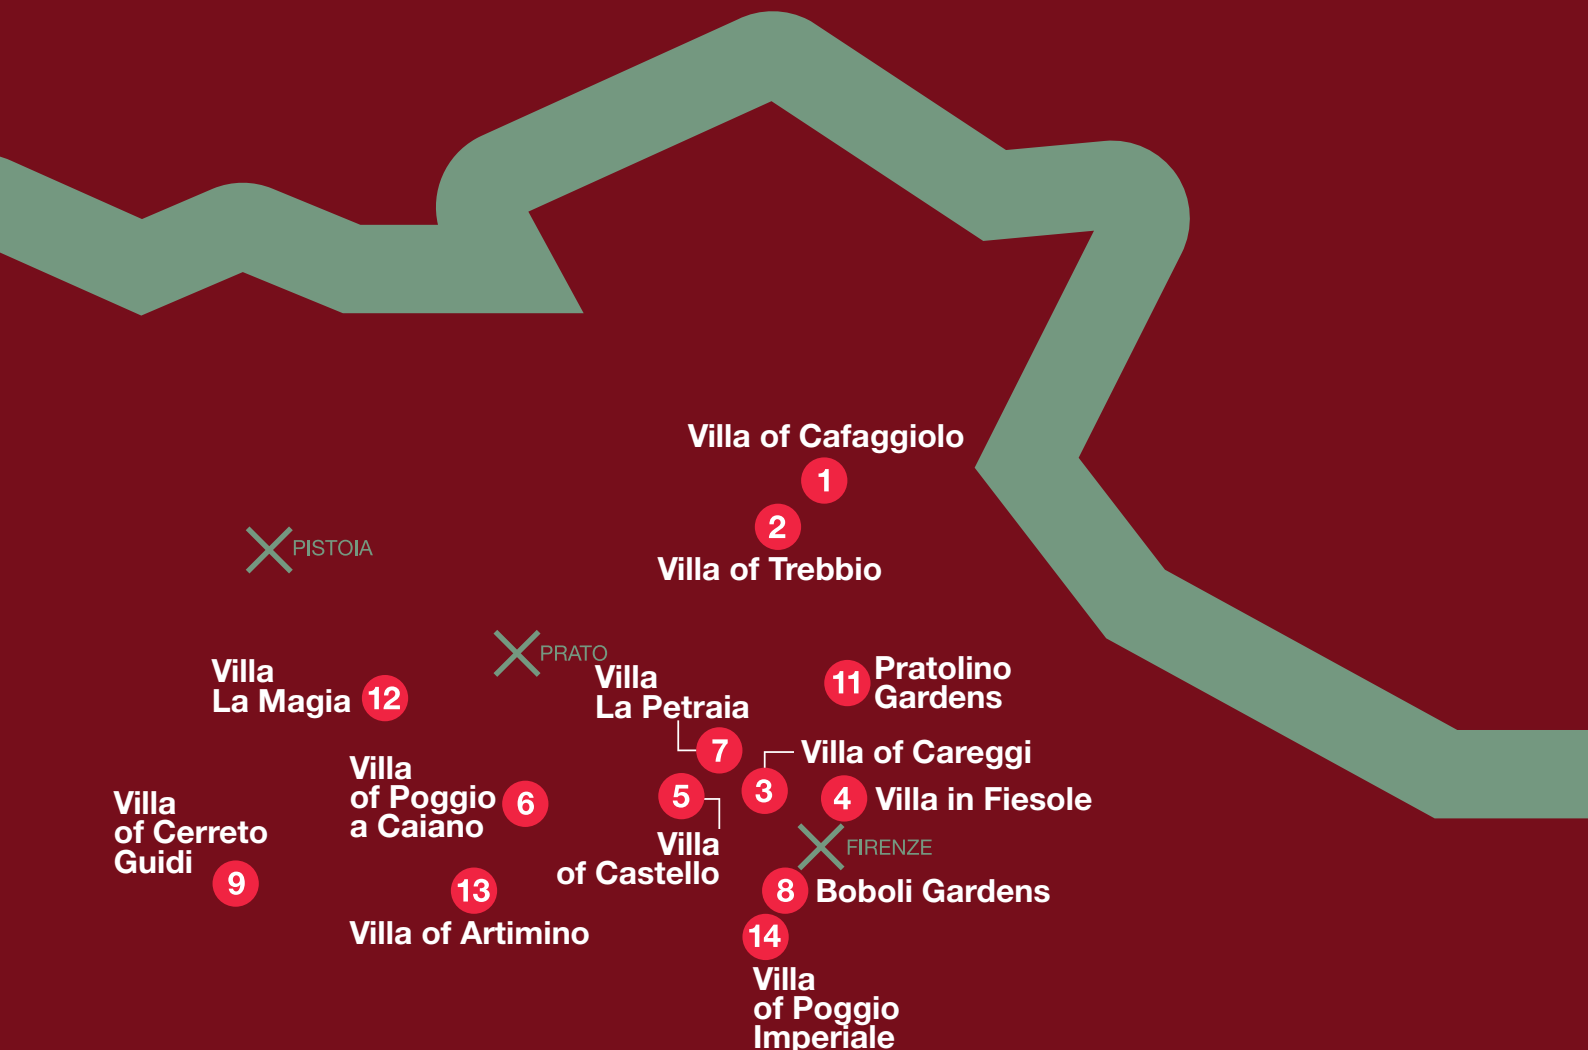 Villa of Cafaggiolo
1
2
Villa of Trebbio
PISTOIA
PRATO
Villa
La Magia
12
Villa
La Petraia
7
11
Pratolino
Gardens
Villa of Careggi
3
Villa
of Poggio
a Caiano
6
5
Villa
of Castello
4
Villa in Fiesole
Villa
of Cerreto
Guidi
9
FIRENZE
13
Villa of Artimino
8
Boboli Gardens
14
Villa
of Poggio
Imperiale